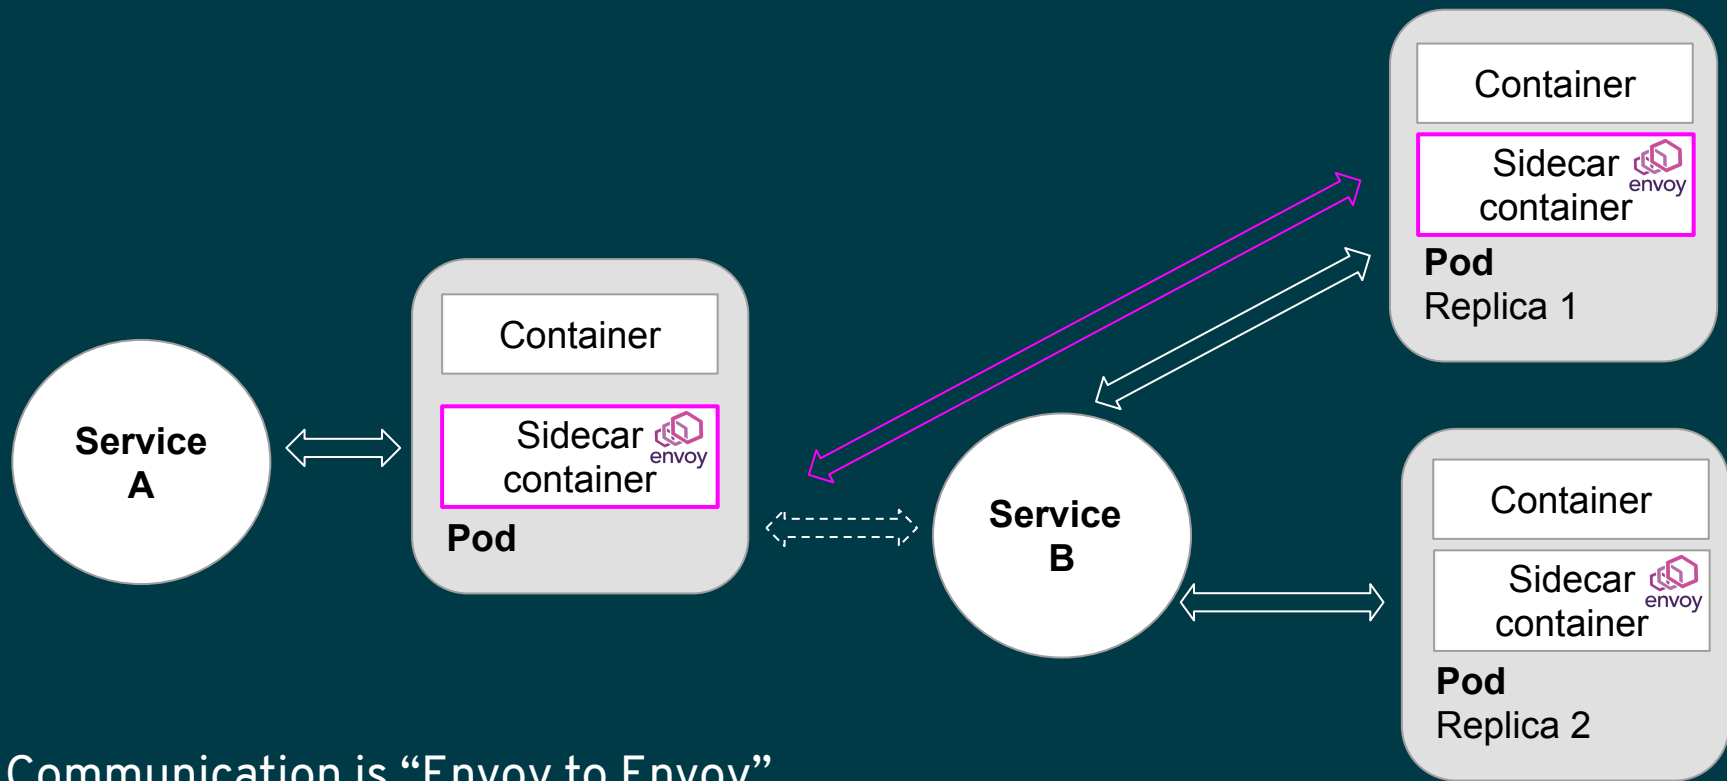 Service
A
Container
Sidecar
container
envoy
Pod
Service
B
Container
Sidecar
container
envoy
Pod
Replica 1
Container
Sidecar
container
envoy
Pod
Replica 2
Communication is “Envoy to Envoy”